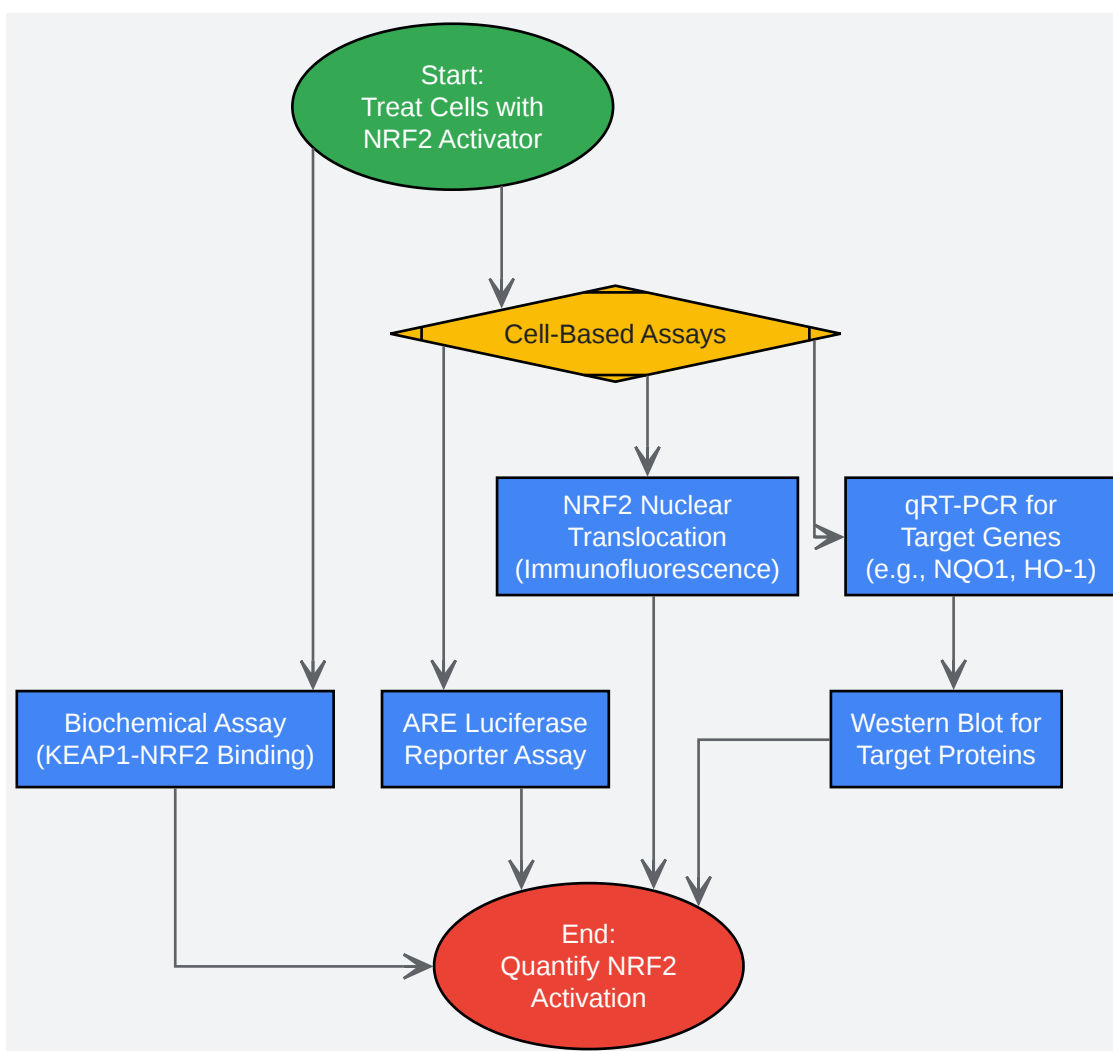 Start:
Treat Cells with
NRF2 Activator
Cell-Based Assays
NRF2 Nuclear
Translocation
(Immunofluorescence)
qRT-PCR for
Target Genes
(e.g., NQO1, HO-1)
Biochemical Assay
(KEAP1-NRF2 Binding)
ARE Luciferase
Reporter Assay
Western Blot for
Target Proteins
End:
Quantify NRF2
Activation